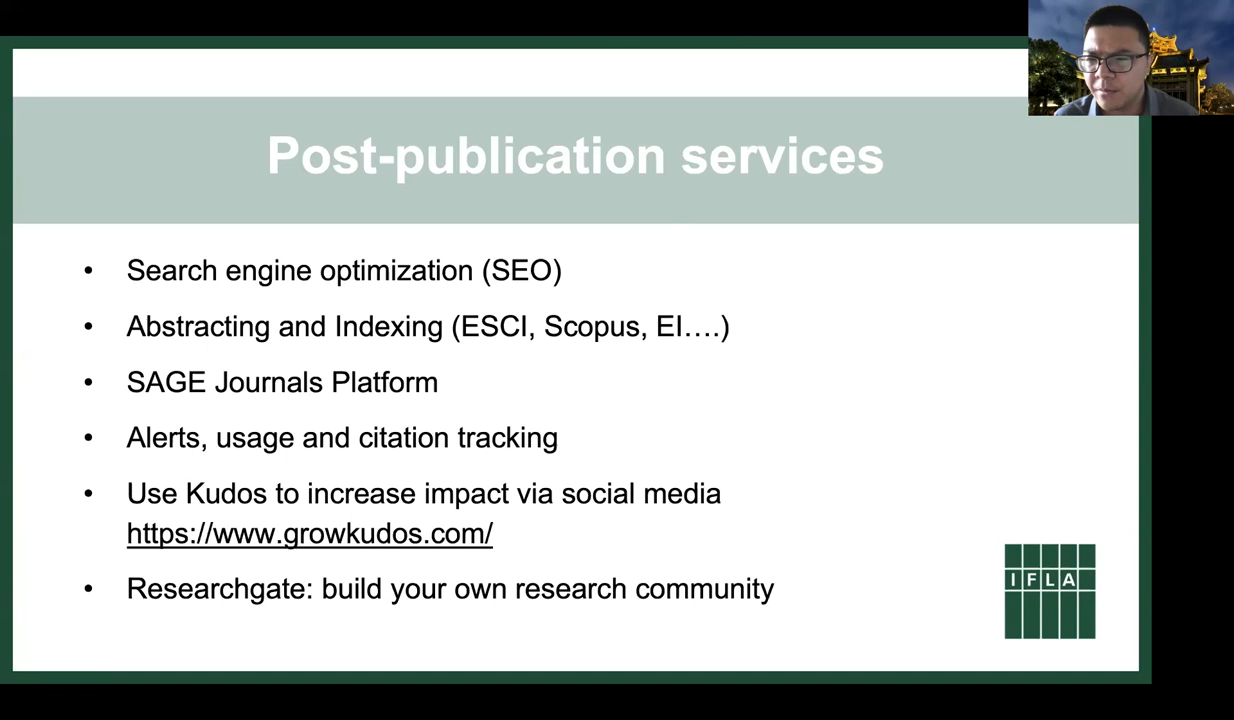 Post-publication services
• Search engine optimization (SEO)
• Abstracting and Indexing (ESCI, Scopus, EI….)
• SAGE Journals Platform
• Alerts, usage and citation tracking
• Use Kudos to increase impact via social media
https://www.growkudos.com/
• Researchgate: build your own research community
IFLA